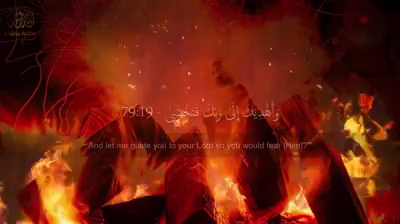 وَأَهْدِيَكَ إِلَىٰ رَبِّكَ فَتَخْشَىٰ - 79:19
"And let me guide you to your Lord so you would fear [Him]?"